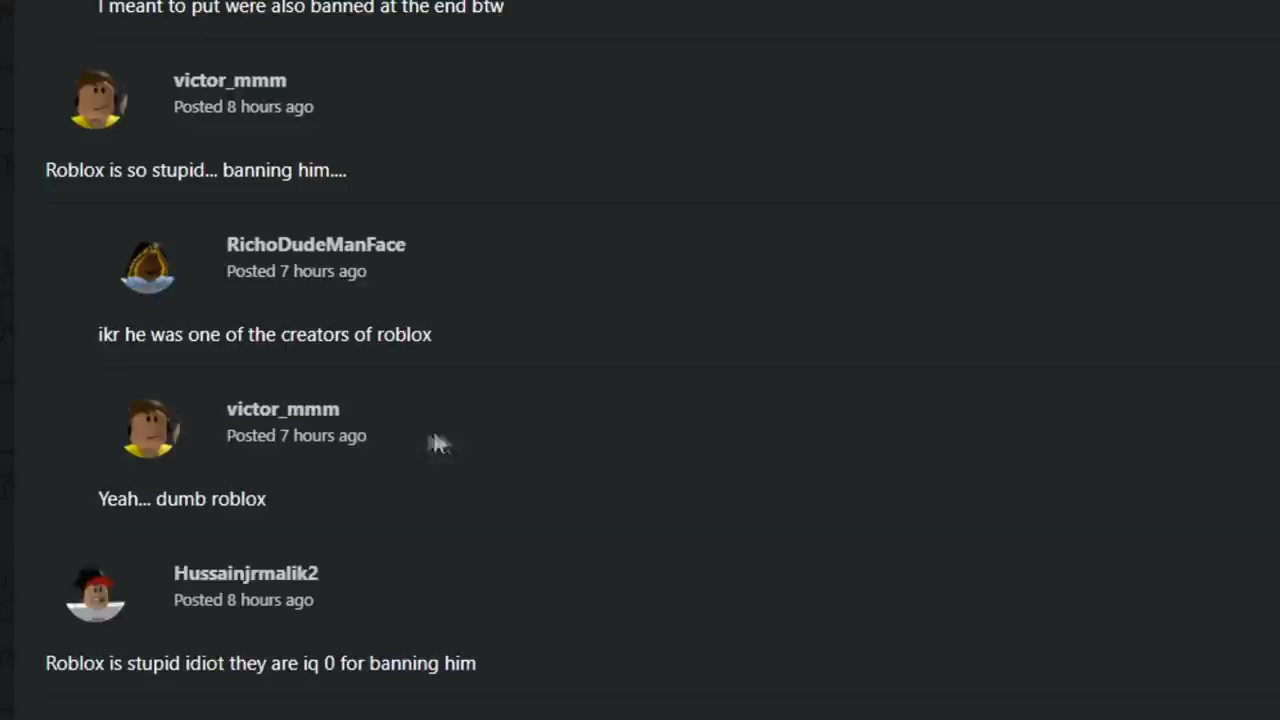 I meant to put were also banned at the end btw
victor_mmm
Posted 8 hours ago
Roblox is so stupid... banning him....
RichoDudeManFace
Posted 7 hours ago
ikr he was one of the creators of roblox
victor_mmm
Posted 7 hours ago
Yeah... dumb roblox
Hussainjrmalik2
Posted 8 hours ago
Roblox is stupid idiot they are iq 0 for banning him